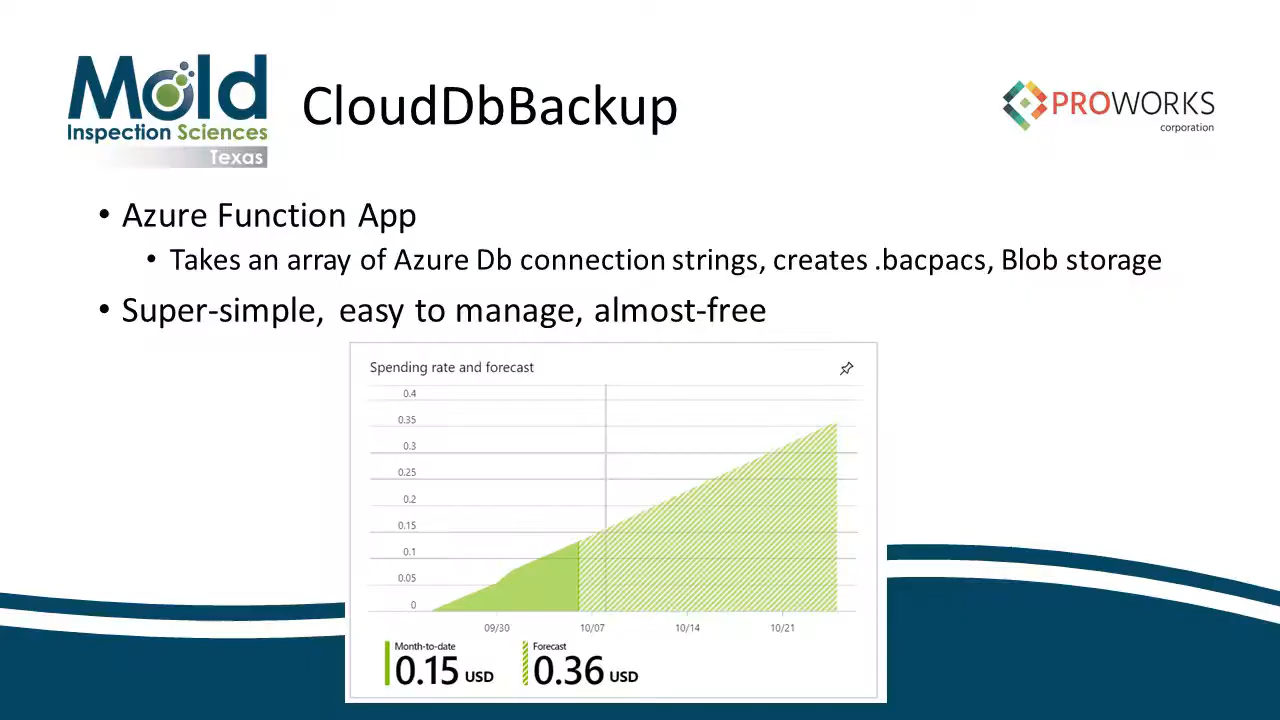 Mold
Inspection Sciences
Texas
CloudDbBackup
PROWORKS
corporation
• Azure Function App
• Takes an array of Azure Db connection strings, creates .bacpacs, Blob storage
• Super-simple, easy to manage, almost-free
Spending rate and forecast
0.4
0.35
0.3
0.25
0.2
0.15
0.1
0.05
0
09/30 10/07 10/14 10/21
Month-to-date
0.15 USD
Forecast
0.36 USD